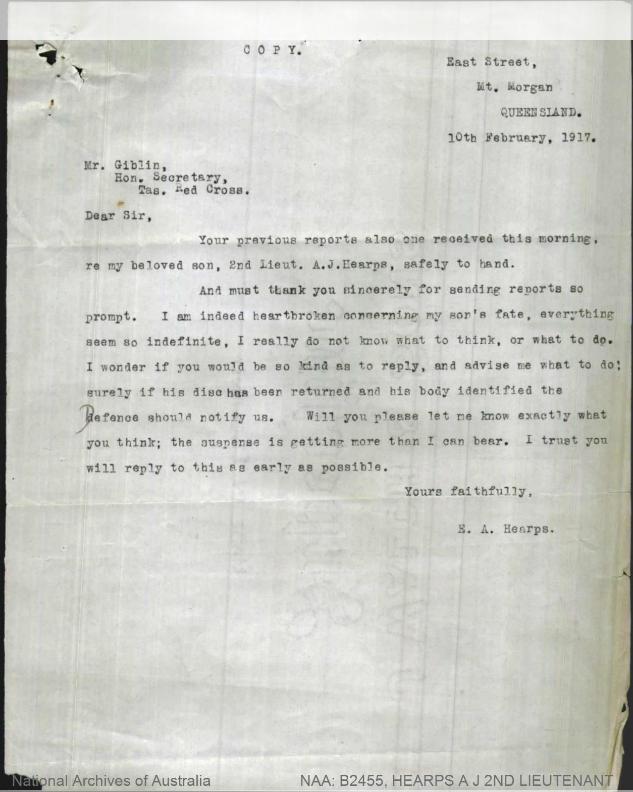 COPY.
East Street,
Mt. Morgan
QUEENSLAND.
10th February, 1917.
Mr. Giblin,
Hon. Secretary,
Tas. Red Cross.
Dear Sir,
Your previous reports also one received this morning,
re my beloved son, 2nd Lieut. A.J.Hearps, safely to hand.
And must thank you sincerely for sending reports so
prompt. I am indeed heartbroken concerning my son's fate, everything
seem so indefinite, I really do not know what to think, or what to do.
I wonder if you would be so kind as to reply, and advise me what to do;
surely if his disc has been returned and his body identified the
Defence should notify us. Will you please let me know exactly what
you think; the suspense is getting more than I can bear. I trust you
will reply to this as early as possible.
Yours faithfully,
E. A. Hearps.
National Archives of Australia
NAA: B2455, HEARPS A J 2ND LIEUTENANT